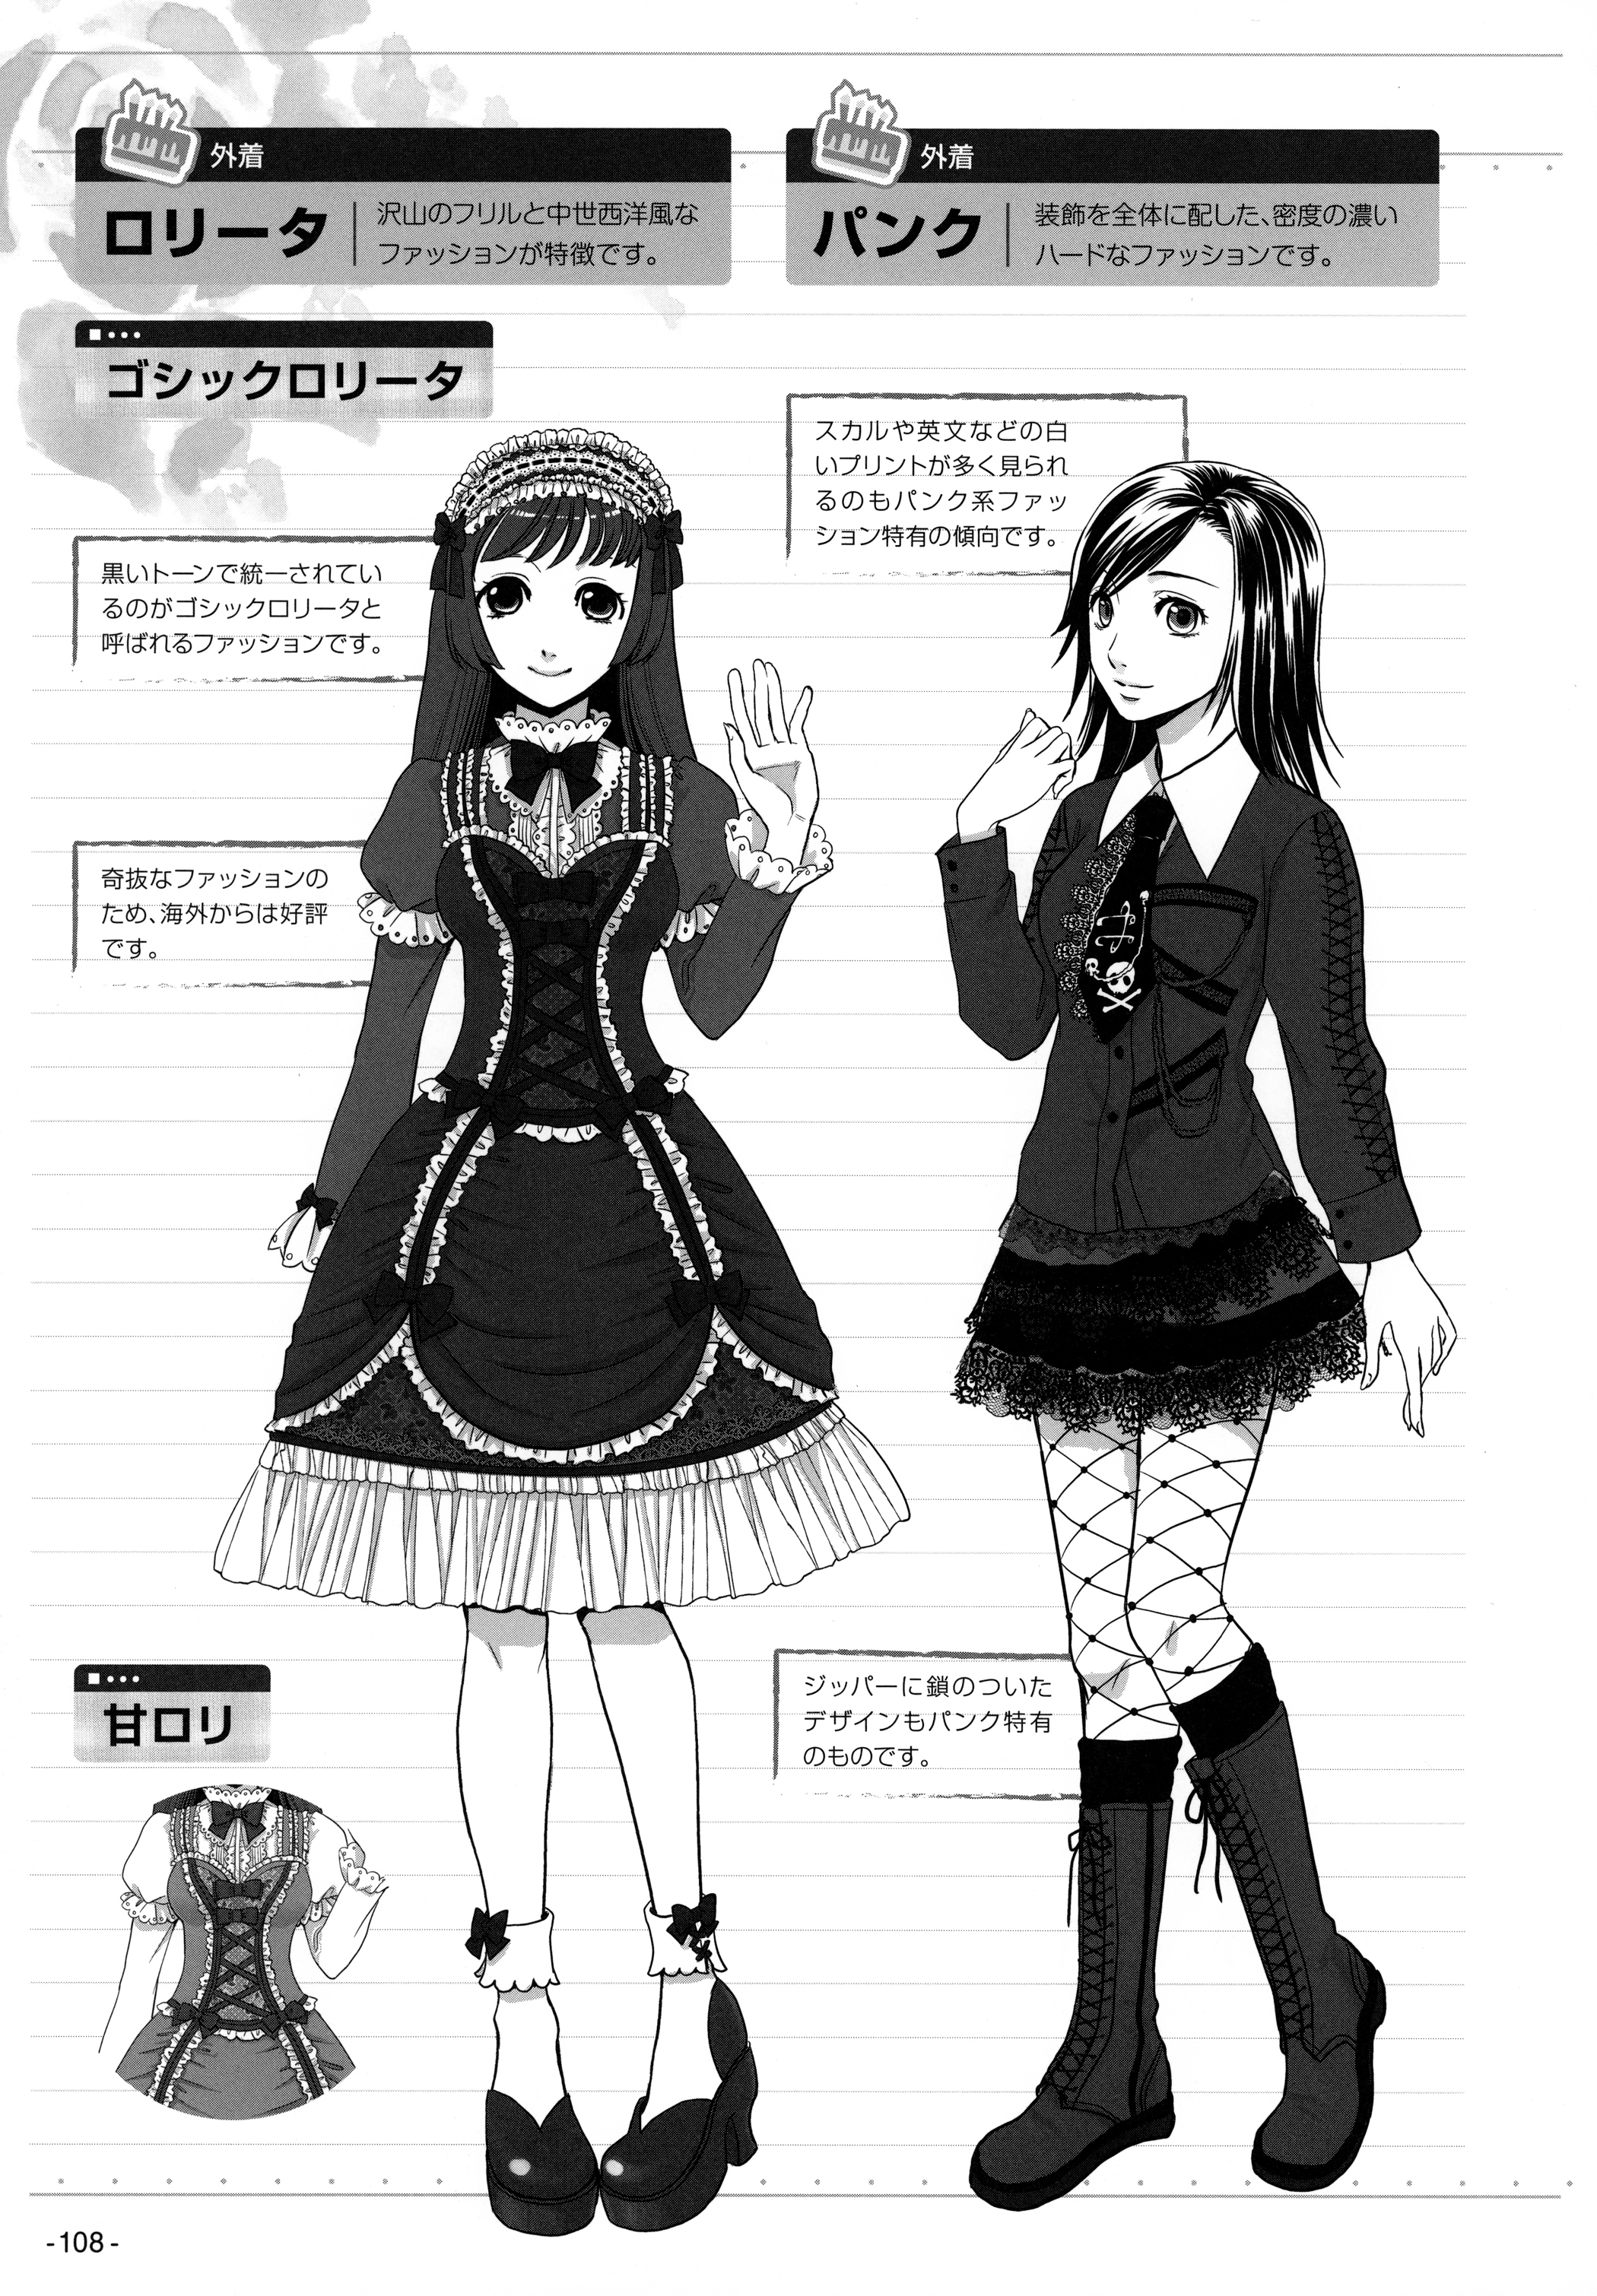 外着
ロリータ
沢山のフリルと中世西洋風な
ファッションが特徴です。
外着
パンク
装飾を全体に配した、密度の濃い
ハードなファッションです。
ゴシックロリータ
黒いトーンで統一されてい
るのがゴシックロリータと
呼ばれるファッションです。
奇抜なファッションの
ため、海外からは好評
です。
スカルや英文などの白
いプリントが多く見られ
るのもパンク系ファッ
ション特有の傾向です。
甘ロリ
ジッパーに鎖のついた
デザインもパンク特有
のものです。
-108-